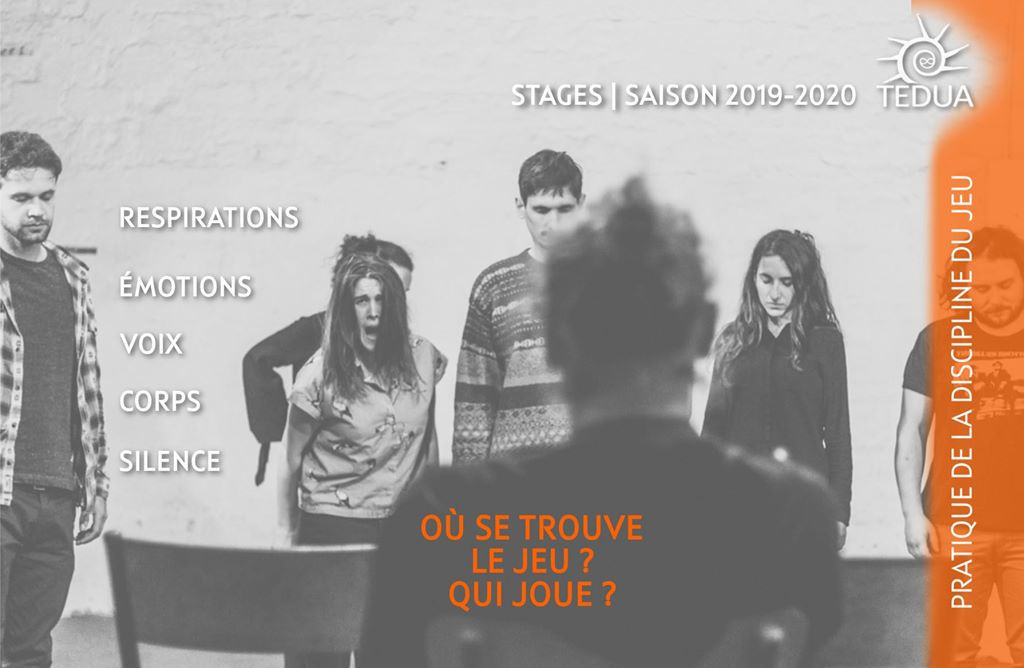 STAGES | SAISON 2019-2020
TEDUA
RESPIRATIONS
ÉMOTIONS
VOIX
CORPS
SILENCE
OÙ SE TROUVE
LE JEU ?
QUI JOUE ?
PRATIQUE DE LA DISCIPLINE DU JEU